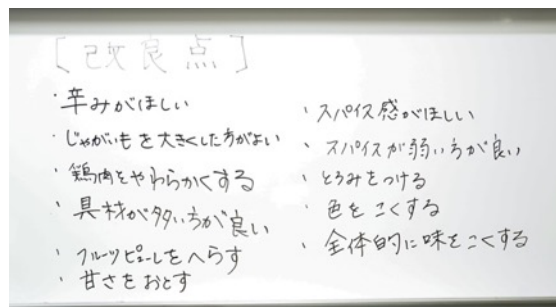 [改良点]
・辛みがほしい
・じゃがいもを大きくした方がよい
・鶏肉をやわらかくする
・具材が多い方が良い
・フルーツピューレをへらす
・甘さをおとす
・スパイス感がほしい
・スパイスが弱い方が良い
・とろみをつける
・色をこくする
・全体的に味をこくする